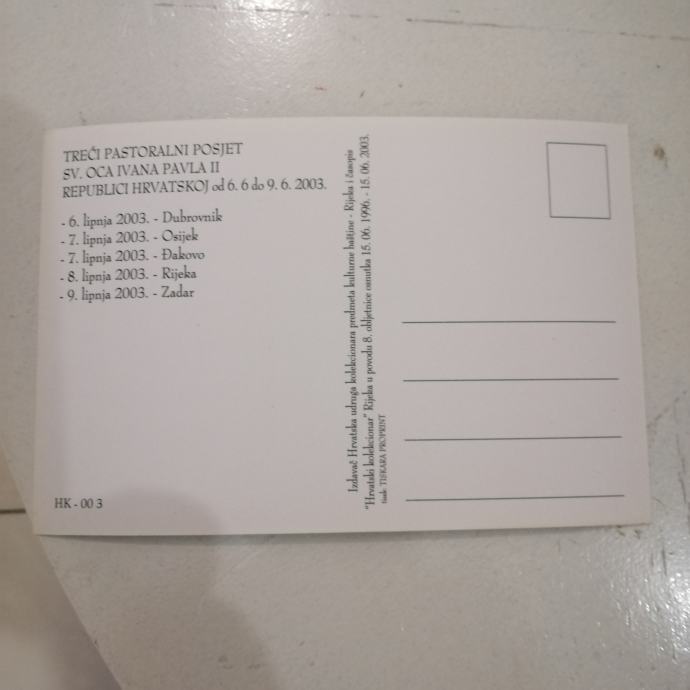 TREĆI PASTORALNI POSJET
SV. OCA IVANA PAVLA II
REPUBLICI HRVATSKOJ od 6. 6 do 9. 6. 2003.
- 6. lipnja 2003. - Dubrovnik
- 7. lipnja 2003. - Osijek
- 7. lipnja 2003. - Đakovo
- 8. lipnja 2003. - Rijeka
- 9. lipnja 2003. - Zadar
HK - 00 3
Izdavač Hrvatska udruga kolekcionara predmeta kulturne baštine - Rijeka i časopis
"Hrvatski kolekcionar" Rijeka u povodu 8. obljetnice osnutka 15. 06. 1996. - 15. 06. 2003.
tisak: TISKARA PROPRINT